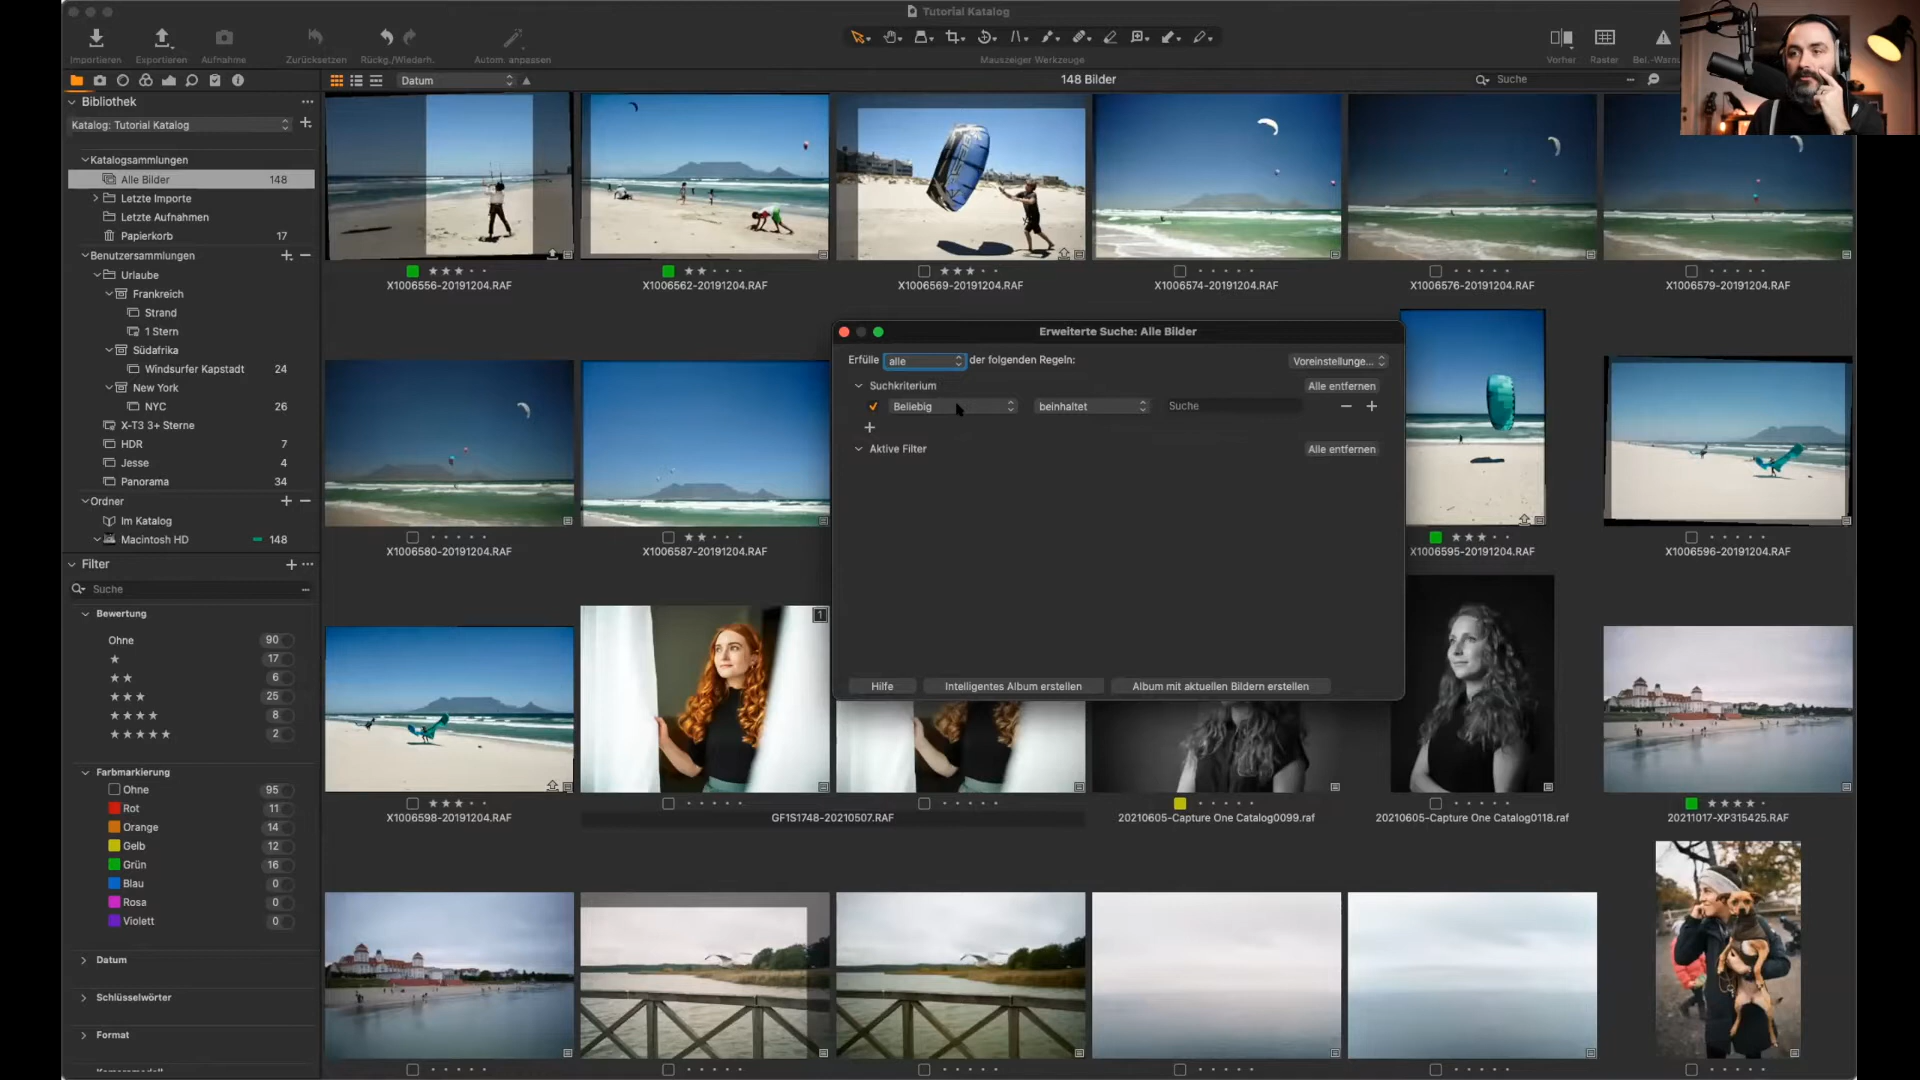 Tutorial Katalog
Importieren
Exportieren
Aufnahme
Zurücksetzen
Rückg./Wiederh.
Autom. anpassen
Mauszeiger Werkzeuge
Vorher
Raster
Bel.-Warnu
Datum
148 Bilder
Suche
Bibliothek
Katalog: Tutorial Katalog
Katalogsammlungen
Alle Bilder 148
Letzte Importe
Letzte Aufnahmen
Papierkorb 17
Benutzersammlungen
Urlaube
Frankreich
Strand
1 Stern
Südafrika
Windsurfer Kapstadt 24
New York
NYC 26
X-T3 3+ Sterne
HDR 7
Jesse 4
Panorama 34
Ordner
Im Katalog
Macintosh HD 148
Filter
Suche
Bewertung
Ohne 90
★ 17
★★ 6
★★★ 25
★★★★ 8
★★★★★ 2
Farbmarkierung
Ohne 95
Rot 11
Orange 14
Gelb 12
Grün 16
Blau 0
Rosa 0
Violett 0
Datum
Schlüsselwörter
Format
X1006556-20191204.RAF
X1006562-20191204.RAF
X1006569-20191204.RAF
X1006574-20191204.RAF
X1006576-20191204.RAF
X1006579-20191204.RAF
Erweiterte Suche: Alle Bilder
Erfülle alle der folgenden Regeln:
Voreinstellunge...
Suchkriterium
Alle entfernen
Beliebig
beinhaltet
Suche
Aktive Filter
Alle entfernen
Hilfe
Intelligentes Album erstellen
Album mit aktuellen Bildern erstellen
X1006580-20191204.RAF
X1006587-20191204.RAF
X1006595-20191204.RAF
X1006596-20191204.RAF
1
X1006598-20191204.RAF
GF1S1748-20210507.RAF
20210605-Capture One Catalog0099.raf
20210605-Capture One Catalog0118.raf
20211017-XP315425.RAF